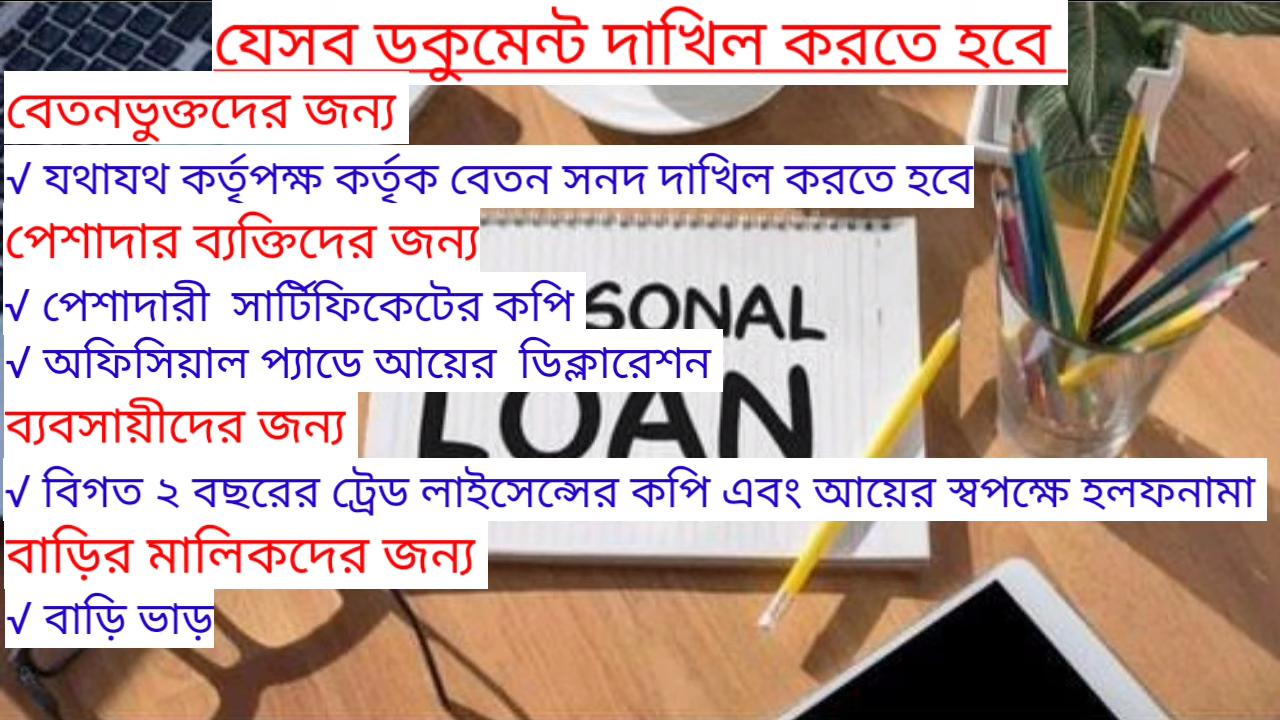 যেসব ডকুমেন্ট দাখিল করতে হবে
বেতনভুক্তদের জন্য
√ যথাযথ কর্তৃপক্ষ কর্তৃক বেতন সনদ দাখিল করতে হবে
পেশাদার ব্যক্তিদের জন্য
√ পেশাদারী সার্টিফিকেটের কপি
SONAL
√ অফিসিয়াল প্যাডে আয়ের ডিক্লারেশন
LOAN
ব্যবসায়ীদের জন্য
√ বিগত ২ বছরের ট্রেড লাইসেন্সের কপি এবং আয়ের স্বপক্ষে হলফনামা
বাড়ির মালিকদের জন্য
√ বাড়ি ভাড়